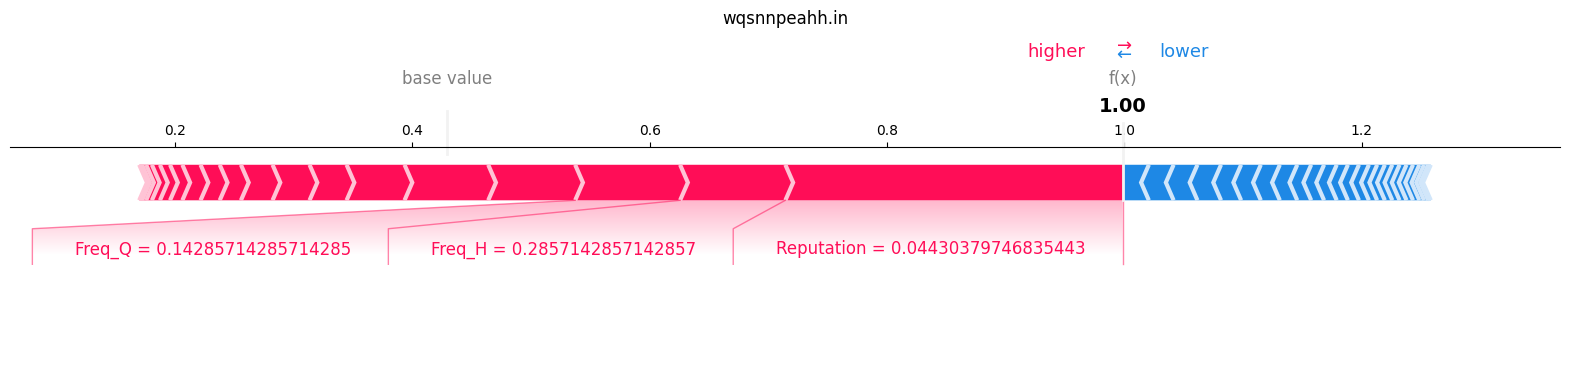 wqsnnpeahh.in
higher → lower
←
base value f(x)
1.00
0.2 0.4 0.6 0.8 1.0 1.2
Freq_Q = 0.14285714285714285 Freq_H = 0.2857142857142857 Reputation = 0.04430379746835443